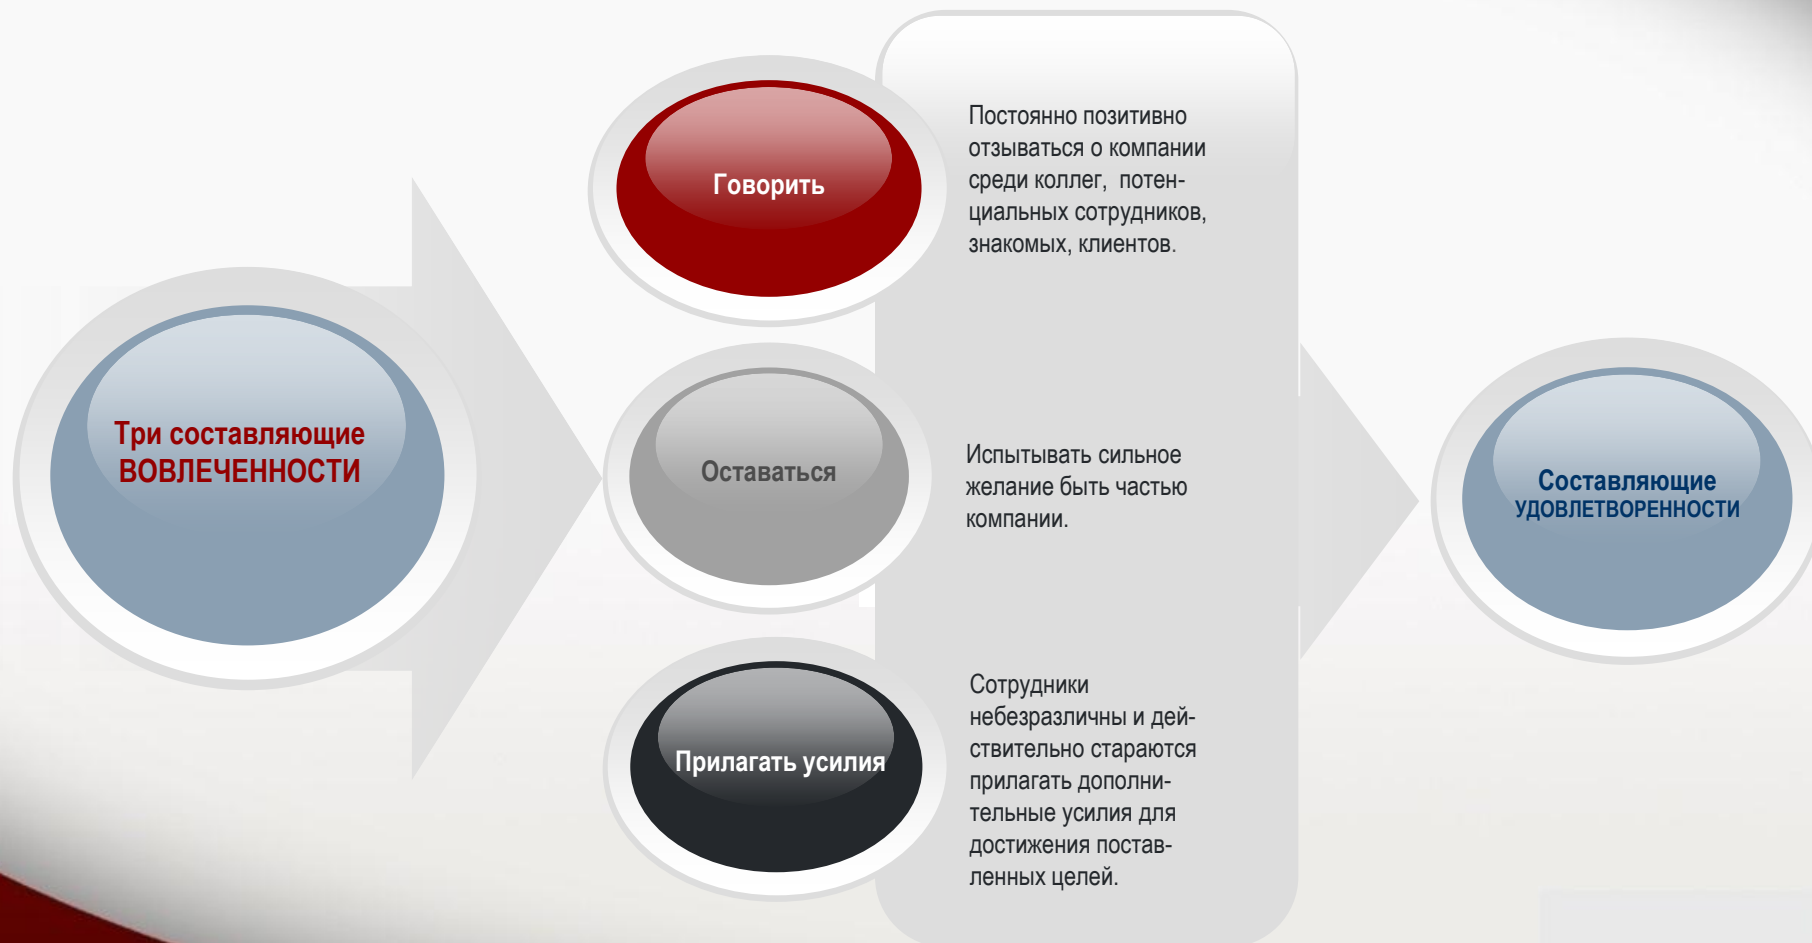 Три составляющие
ВОВЛЕЧЕННОСТИ
Говорить
Постоянно позитивно
отзываться о компании
среди коллег, потен-
циальных сотрудников,
знакомых, клиентов.
Оставаться
Испытывать сильное
желание быть частью
компании.
Прилагать усилия
Сотрудники
небезразличны и дей-
ствительно стараются
прилагать дополни-
тельные усилия для
достижения постав-
ленных целей.
Составляющие
УДОВЛЕТВОРЕННОСТИ